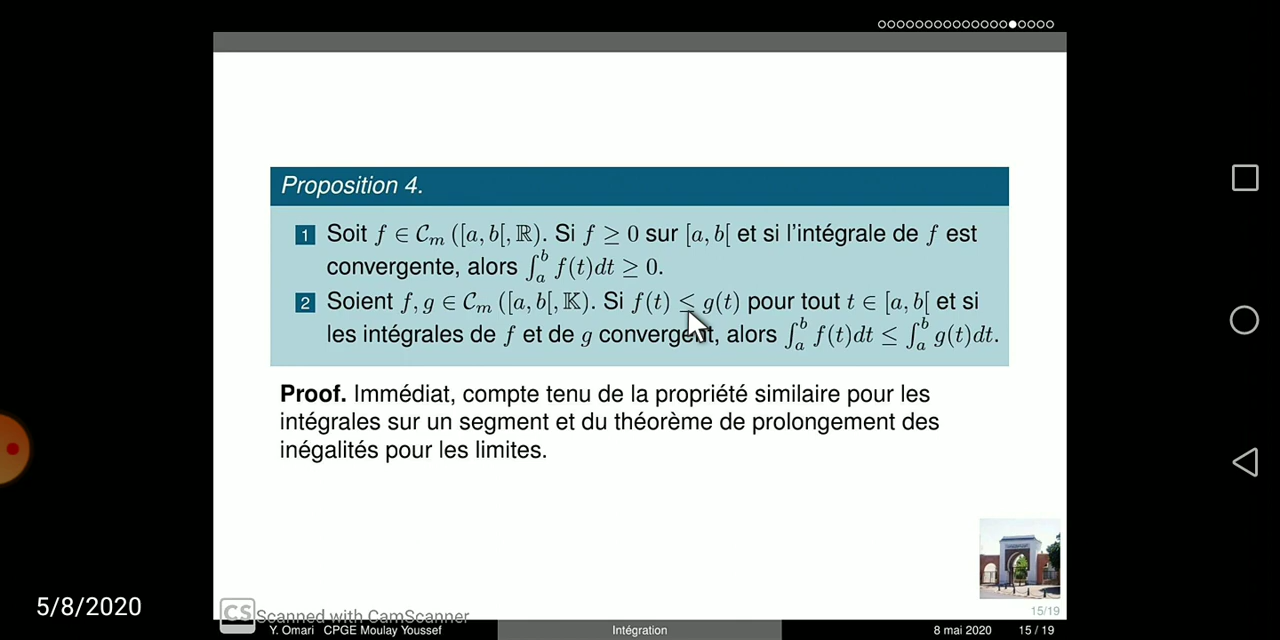 Proposition 4.
1 Soit f ∈ 𝒞ₘ ([a, b[, ℝ). Si f ≥ 0 sur [a, b[ et si l'intégrale de f est
convergente, alors ∫ₐᵇ f(t)dt ≥ 0.
2 Soient f, g ∈ 𝒞ₘ ([a, b[, 𝕂). Si f(t) ≤ g(t) pour tout t ∈ [a, b[ et si
les intégrales de f et de g convergent, alors ∫ₐᵇ f(t)dt ≤ ∫ₐᵇ g(t)dt.
Proof. Immédiat, compte tenu de la propriété similaire pour les
intégrales sur un segment et du théorème de prolongement des
inégalités pour les limites.
5/8/2020
15/19
CS Scanned with CamScanner
Y. Omari CPGE Moulay Youssef Intégration 8 mai 2020 15 / 19